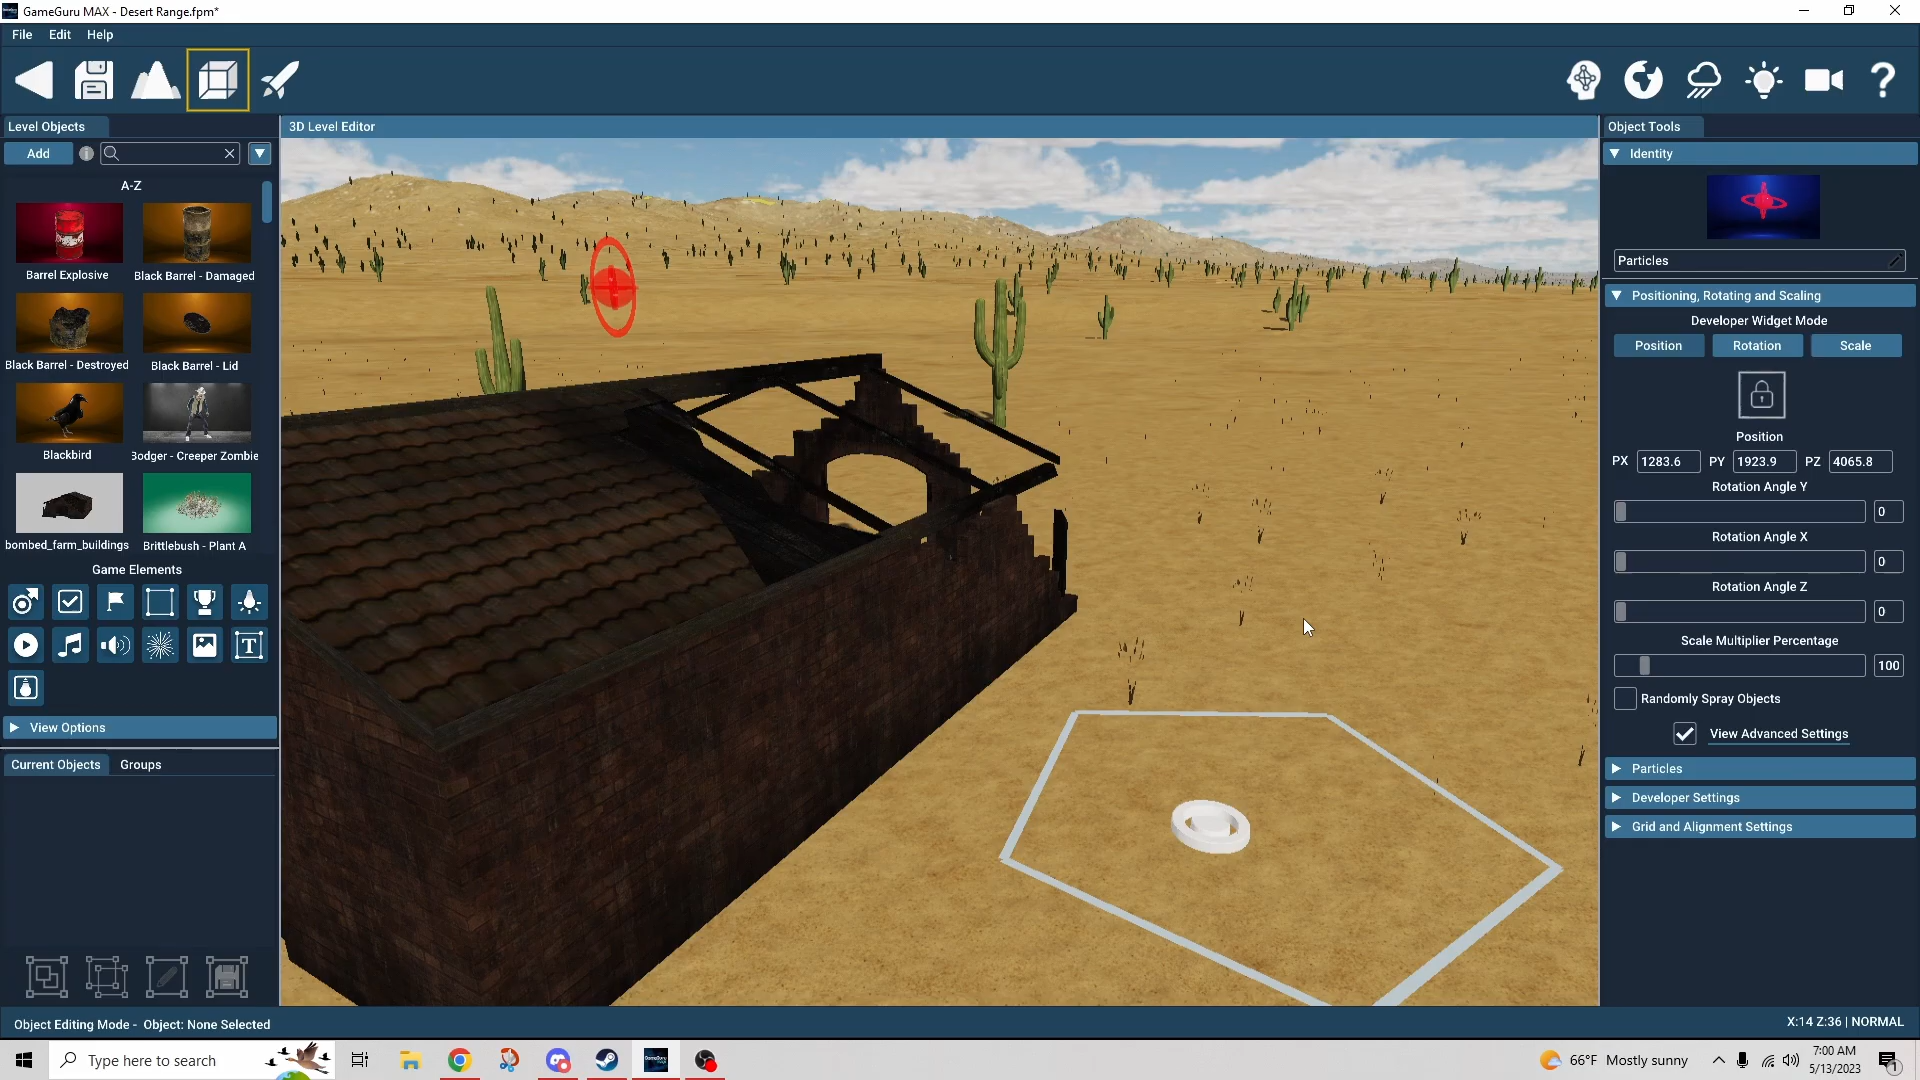 GameGuru MAX - Desert Range.fpm*
File Edit Help
Level Objects
3D Level Editor
Object Tools
Add
Identity
A-Z
Barrel Explosive
Black Barrel - Damaged
Black Barrel - Destroyed
Black Barrel - Lid
Blackbird
Bodger - Creeper Zombie
bombed_farm_buildings
Brittlebush - Plant A
Game Elements
View Options
Current Objects Groups
Particles
Positioning, Rotating and Scaling
Developer Widget Mode
Position Rotation Scale
Position
PX 1283.6 PY 1923.9 PZ 4065.8
Rotation Angle Y
0
Rotation Angle X
0
Rotation Angle Z
0
Scale Multiplier Percentage
100
Randomly Spray Objects
View Advanced Settings
Particles
Developer Settings
Grid and Alignment Settings
Object Editing Mode - Object: None Selected
X:14 Z:36 | NORMAL
Type here to search
66°F Mostly sunny
7:00 AM
5/13/2023
1